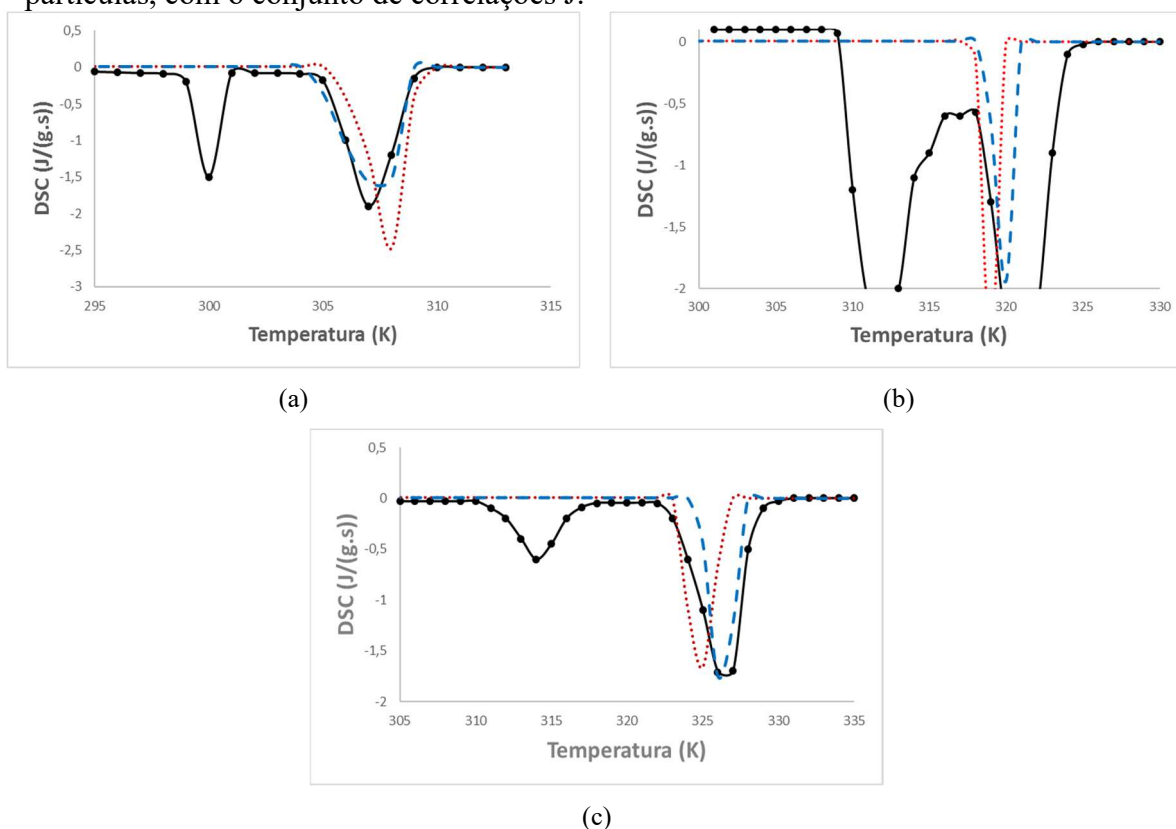 partículas, com o conjunto de correlações J.
0,5
0
-0,5
-1
-1,5
-2
-2,5
-3
DSC (J/(g.s))
295 300 305 310 315
Temperatura (K)
(a)
0
-0,5
-1
-1,5
-2
DSC (J/(g.s))
300 305 310 315 320 325 330
Temperatura (K)
(b)
0,5
0
-0,5
-1
-1,5
-2
DSC (J/(g.s))
305 310 315 320 325 330 335
Temperatura (K)
(c)